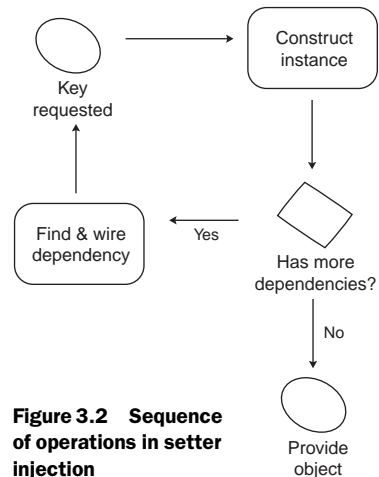 Key
requested
Construct
instance
Find & wire
dependency
Yes
Has more
dependencies?
No
Provide
object
Figure 3.2 Sequence
of operations in setter
injection